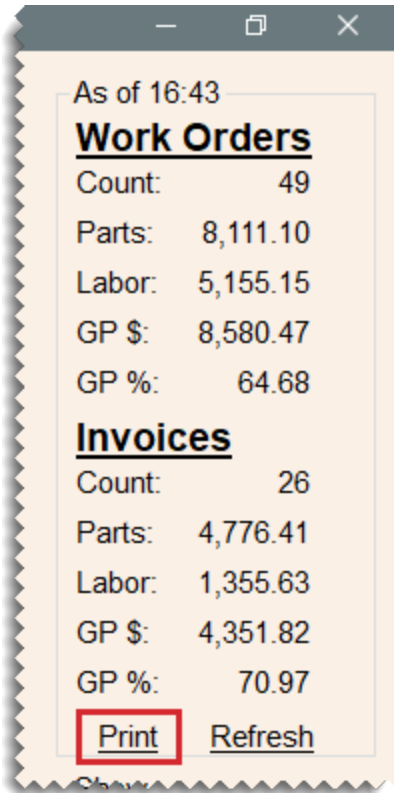 As of 16:43
Work Orders
Count: 49
Parts: 8,111.10
Labor: 5,155.15
GP $: 8,580.47
GP %: 64.68
Invoices
Count: 26
Parts: 4,776.41
Labor: 1,355.63
GP $: 4,351.82
GP %: 70.97
Print Refresh